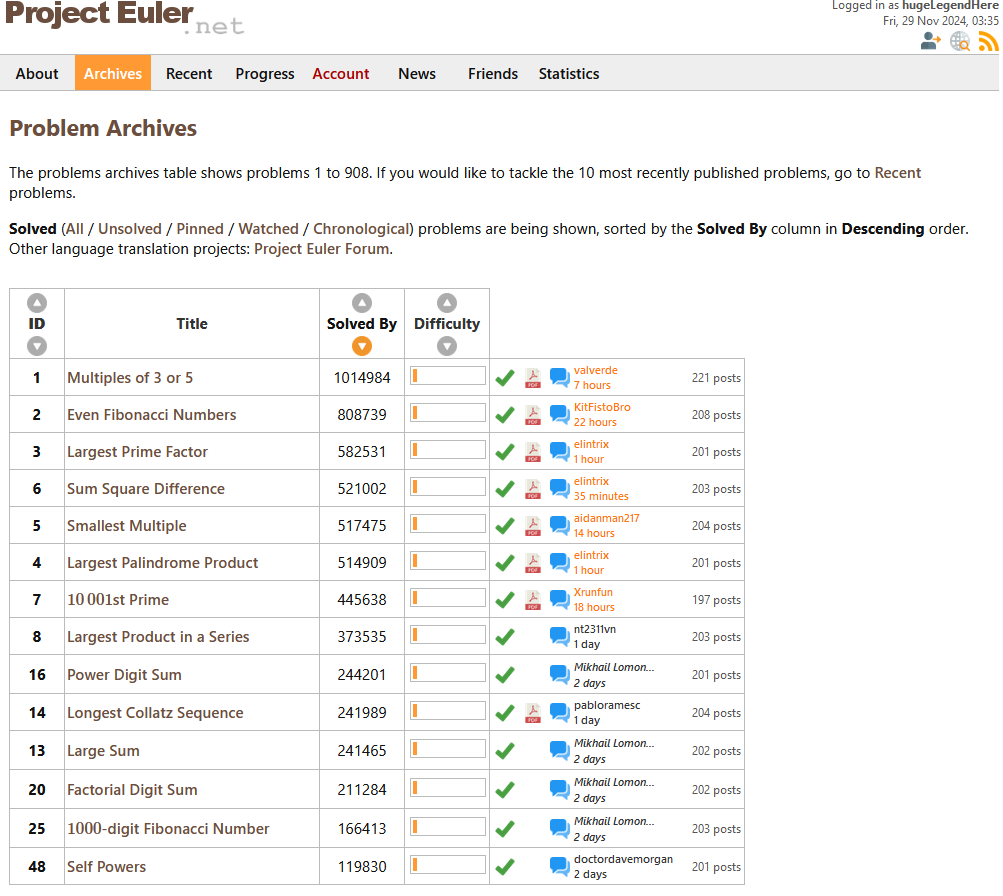 Project Euler
.net
Logged in as hugeLegendHere
Fri, 29 Nov 2024, 03:35
About Archives Recent Progress Account News Friends Statistics
Problem Archives
The problems archives table shows problems 1 to 908. If you would like to tackle the 10 most recently published problems, go to Recent
problems.
Solved (All / Unsolved / Pinned / Watched / Chronological) problems are being shown, sorted by the Solved By column in Descending order.
Other language translation projects: Project Euler Forum.
ID Title Solved By Difficulty
1 Multiples of 3 or 5 1014984 PDF valverde 221 posts
7 hours
2 Even Fibonacci Numbers 808739 PDF KitFistoBro 208 posts
22 hours
3 Largest Prime Factor 582531 PDF elintrix 201 posts
1 hour
6 Sum Square Difference 521002 PDF elintrix 203 posts
35 minutes
5 Smallest Multiple 517475 PDF aidanman217 204 posts
14 hours
4 Largest Palindrome Product 514909 PDF elintrix 201 posts
1 hour
7 10 001st Prime 445638 PDF Xrunfun 197 posts
18 hours
8 Largest Product in a Series 373535 nt2311vn 203 posts
1 day
16 Power Digit Sum 244201 Mikhail Lomon... 201 posts
2 days
14 Longest Collatz Sequence 241989 PDF pabloramesc 204 posts
1 day
13 Large Sum 241465 Mikhail Lomon... 202 posts
2 days
20 Factorial Digit Sum 211284 Mikhail Lomon... 202 posts
2 days
25 1000-digit Fibonacci Number 166413 Mikhail Lomon... 203 posts
2 days
48 Self Powers 119830 doctordavemorgan 201 posts
2 days